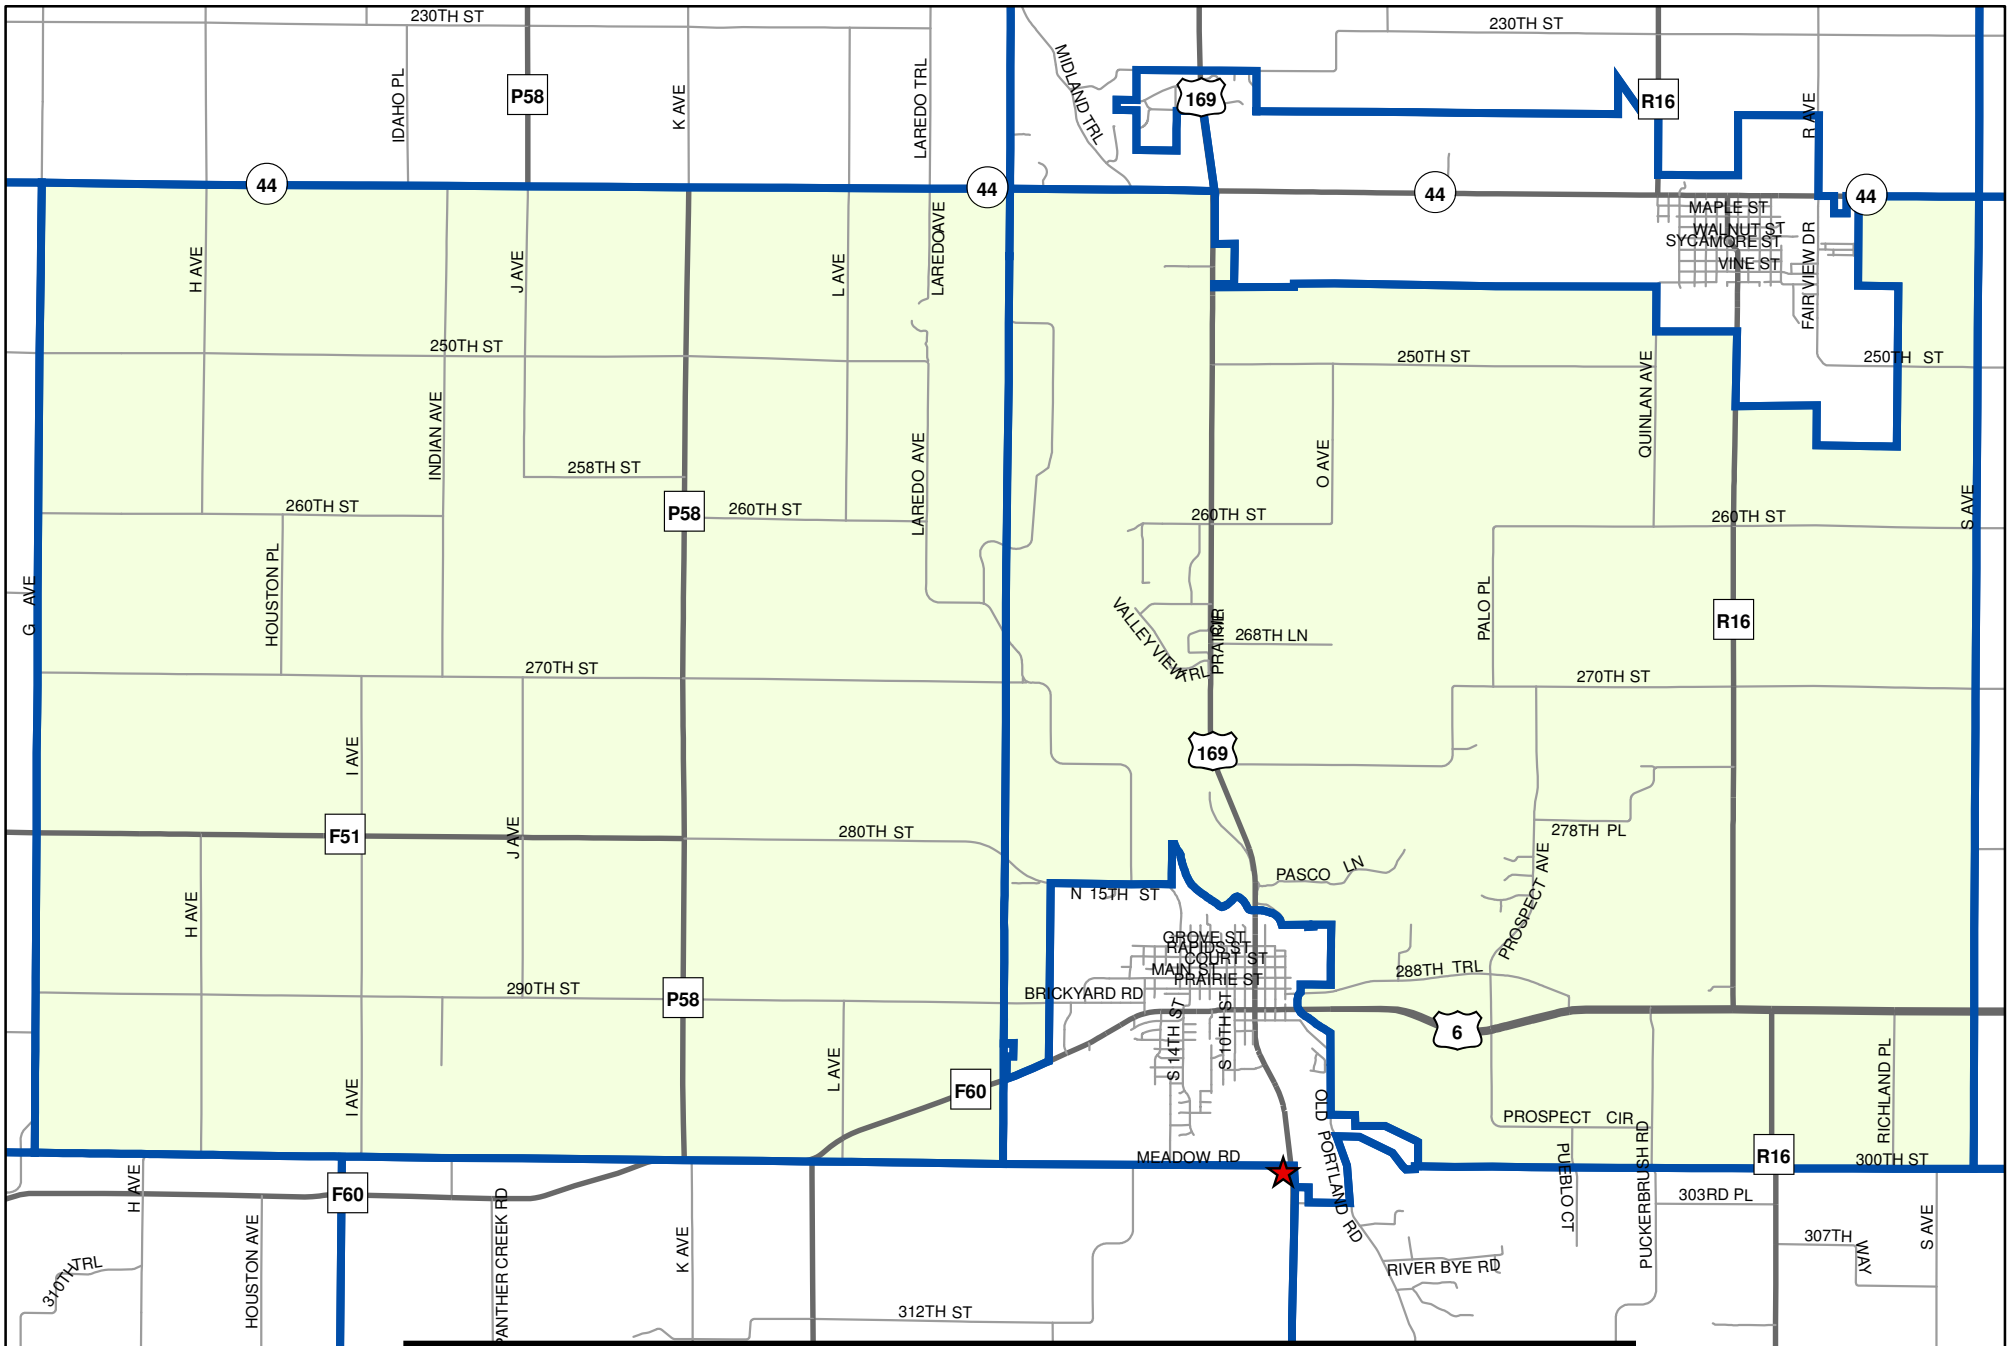 230TH ST
230TH ST
IDAHO PL
P58
K AVE
LAREDO TRL
MIDLAND TRL
169
R16
R AVE
44
44
44
44
H AVE
J AVE
L AVE
LAREDO AVE
MAPLE ST
WALNUT ST
SYCAMORE ST
VINE ST
FAIR VIEW DR
250TH ST
250TH ST
250TH ST
INDIAN AVE
258TH ST
LAREDO AVE
O AVE
QUINLAN AVE
260TH ST
P58
260TH ST
260TH ST
260TH ST
S AVE
G AVE
HOUSTON PL
VALLEY VIEW TRL
PRAIRIE CIR
268TH LN
PALO PL
R16
270TH ST
270TH ST
I AVE
169
F51
J AVE
280TH ST
278TH PL
PASCO LN
PROSPECT AVE
H AVE
N 15TH ST
GROVE ST
RAPIDS ST
COURT ST
MAIN ST
PRAIRIE ST
288TH TRL
290TH ST
P58
BRICKYARD RD
S 14TH ST
S 10TH ST
6
I AVE
L AVE
F60
OLD PORTLAND RD
PROSPECT CIR
RICHLAND PL
MEADOW RD
PUEBLO CT
PUCKERBRUSH RD
R16
300TH ST
H AVE
F60
303RD PL
HOUSTON AVE
PANTHER CREEK RD
K AVE
307TH WAY
S AVE
310TH TRL
RIVER BYE RD
312TH ST